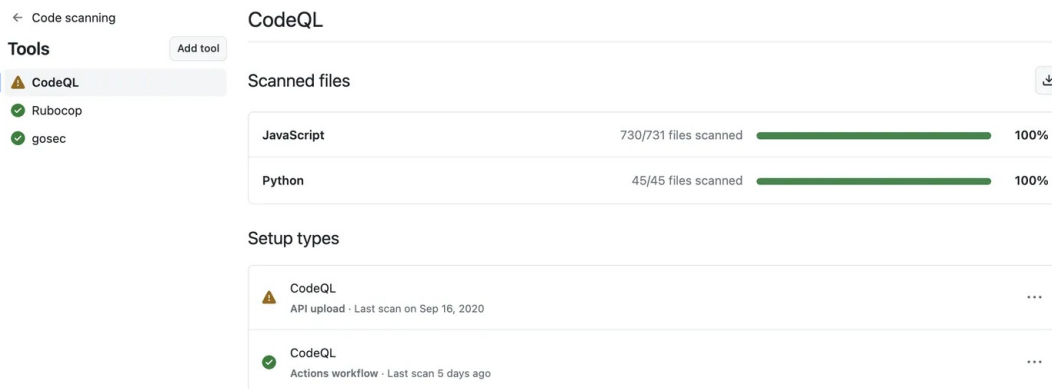 Code scanning
Tools
Add tool
CodeQL
Rubocop
gosec
CodeQL
Scanned files
JavaScript 730/731 files scanned 100%
Python 45/45 files scanned 100%
Setup types
CodeQL
API upload · Last scan on Sep 16, 2020
CodeQL
Actions workflow · Last scan 5 days ago